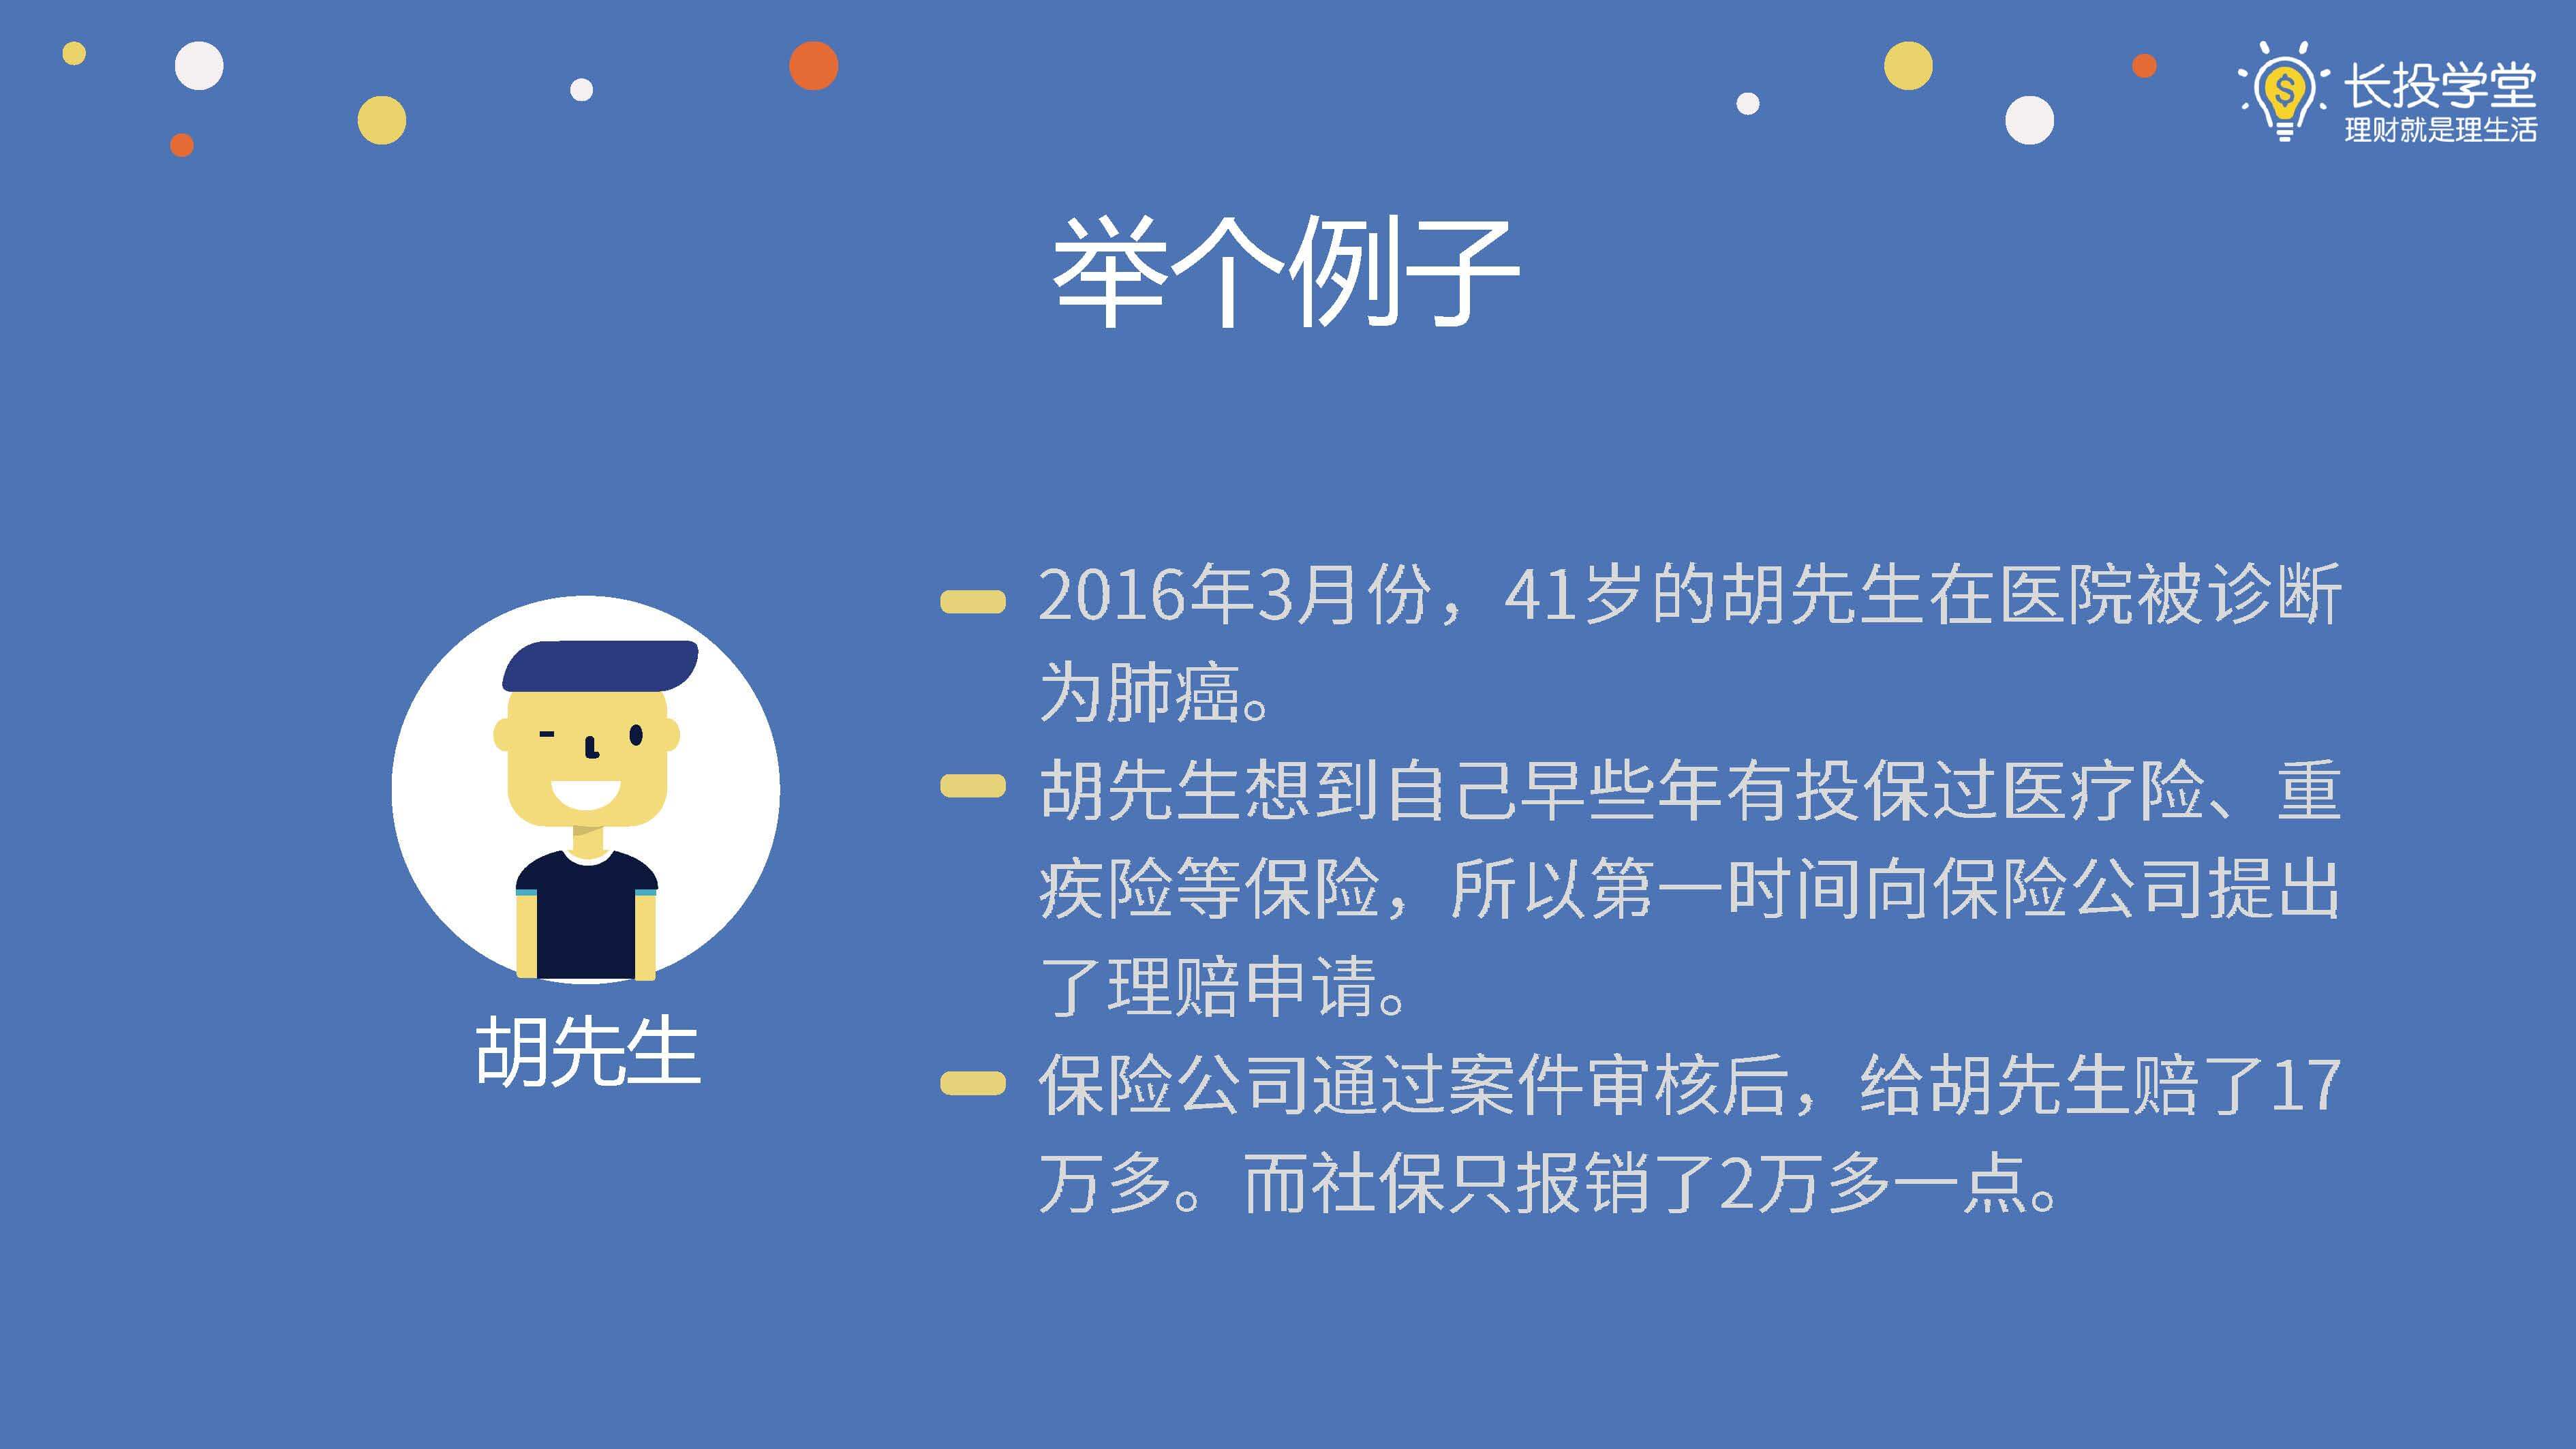 长投学堂
理财就是理生活
举个例子
2016年3月份，41岁的胡先生在医院被诊断
为肺癌。
胡先生想到自己早些年有投保过医疗险、重
疾险等保险，所以第一时间向保险公司提出
了理赔申请。
保险公司通过案件审核后，给胡先生赔了17
万多。而社保只报销了2万多一点。
胡先生